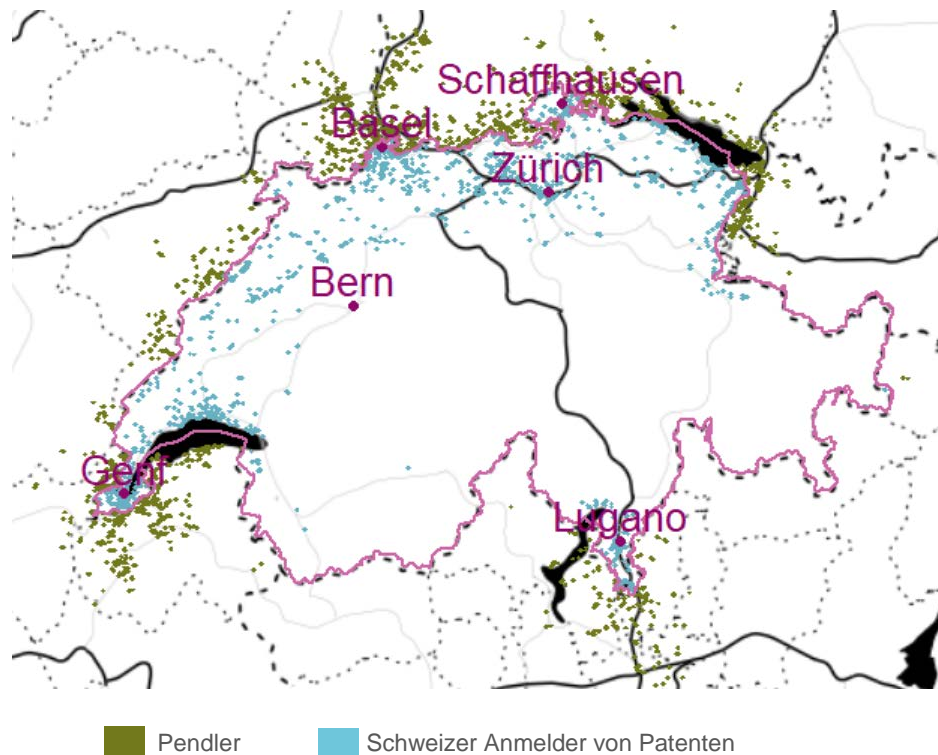 Schaffhausen
Basel
Zürich
Bern
Genf
Lugano
Pendler
Schweizer Anmelder von Patenten